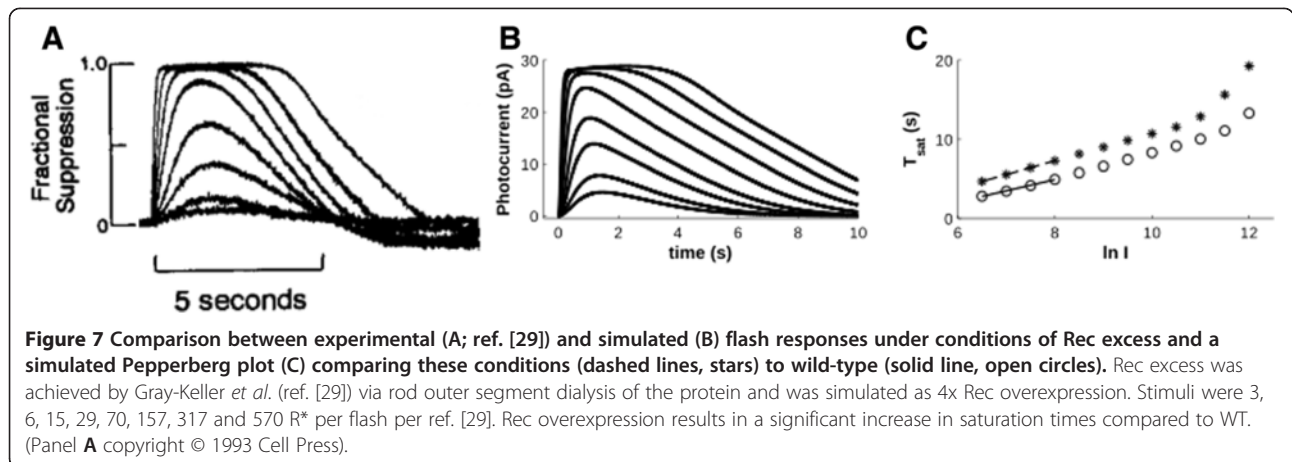 A
1.0
0
Fractional
Suppression
5 seconds
B
30
20
10
0
Photocurrent (pA)
0 2 4 6 8 10
time (s)
C
20
10
0
T_sat (s)
6 8 10 12
ln I
Figure 7 Comparison between experimental (A; ref. [29]) and simulated (B) flash responses under conditions of Rec excess and a
simulated Pepperberg plot (C) comparing these conditions (dashed lines, stars) to wild-type (solid line, open circles). Rec excess was
achieved by Gray-Keller et al. (ref. [29]) via rod outer segment dialysis of the protein and was simulated as 4x Rec overexpression. Stimuli were 3,
6, 15, 29, 70, 157, 317 and 570 R* per flash per ref. [29]. Rec overexpression results in a significant increase in saturation times compared to WT.
(Panel A copyright © 1993 Cell Press).